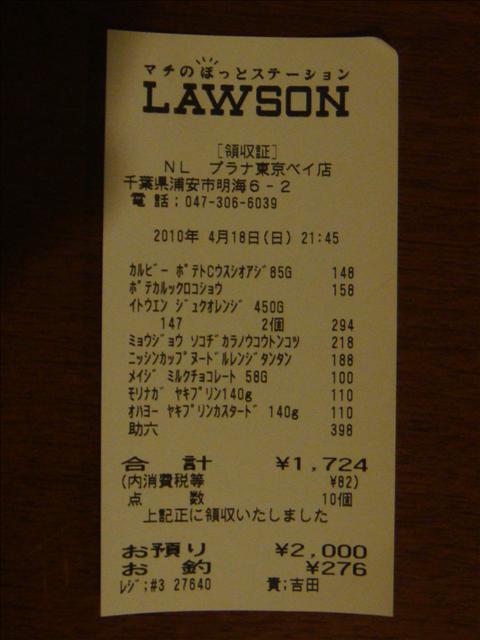 マチのほっとステーション
LAWSON
[領収証]
NL プラナ東京ベイ店
千葉県浦安市明海6-2
電話;047-306-6039
2010年 4月18日(日) 21:45
ｶﾙﾋﾞｰ ﾎﾟﾃﾄCｳｽｼｵｱｼﾞ85G 148
ﾎﾟﾃｶﾙｯｸﾛｺｼｮｳ 158
ｲﾄｳｴﾝ ｼﾞｭｸｵﾚﾝｼﾞ 450G
147 2個 294
ﾐｮｳｼﾞｮｳ ｿｺﾁﾞｶﾗﾉｳｺｳﾄﾝｺﾂ 218
ﾆｯｼﾝｶｯﾌﾟﾇｰﾄﾞﾙﾚﾝｼﾞﾀﾝﾀﾝ 188
ﾒｲｼﾞ ﾐﾙｸﾁｮｺﾚｰﾄ 58G 100
ﾓﾘﾅｶﾞ ﾔｷﾌﾟﾘﾝ140g 110
ｵﾊﾖｰ ﾔｷﾌﾟﾘﾝｶｽﾀｰﾄﾞ 140g 110
助六 398
合 計 ¥1,724
(内消費税等 ¥82)
点 数 10個
上記正に領収いたしました
お預り ¥2,000
お釣 ¥276
ﾚｼﾞ;#3 27640 責;吉田